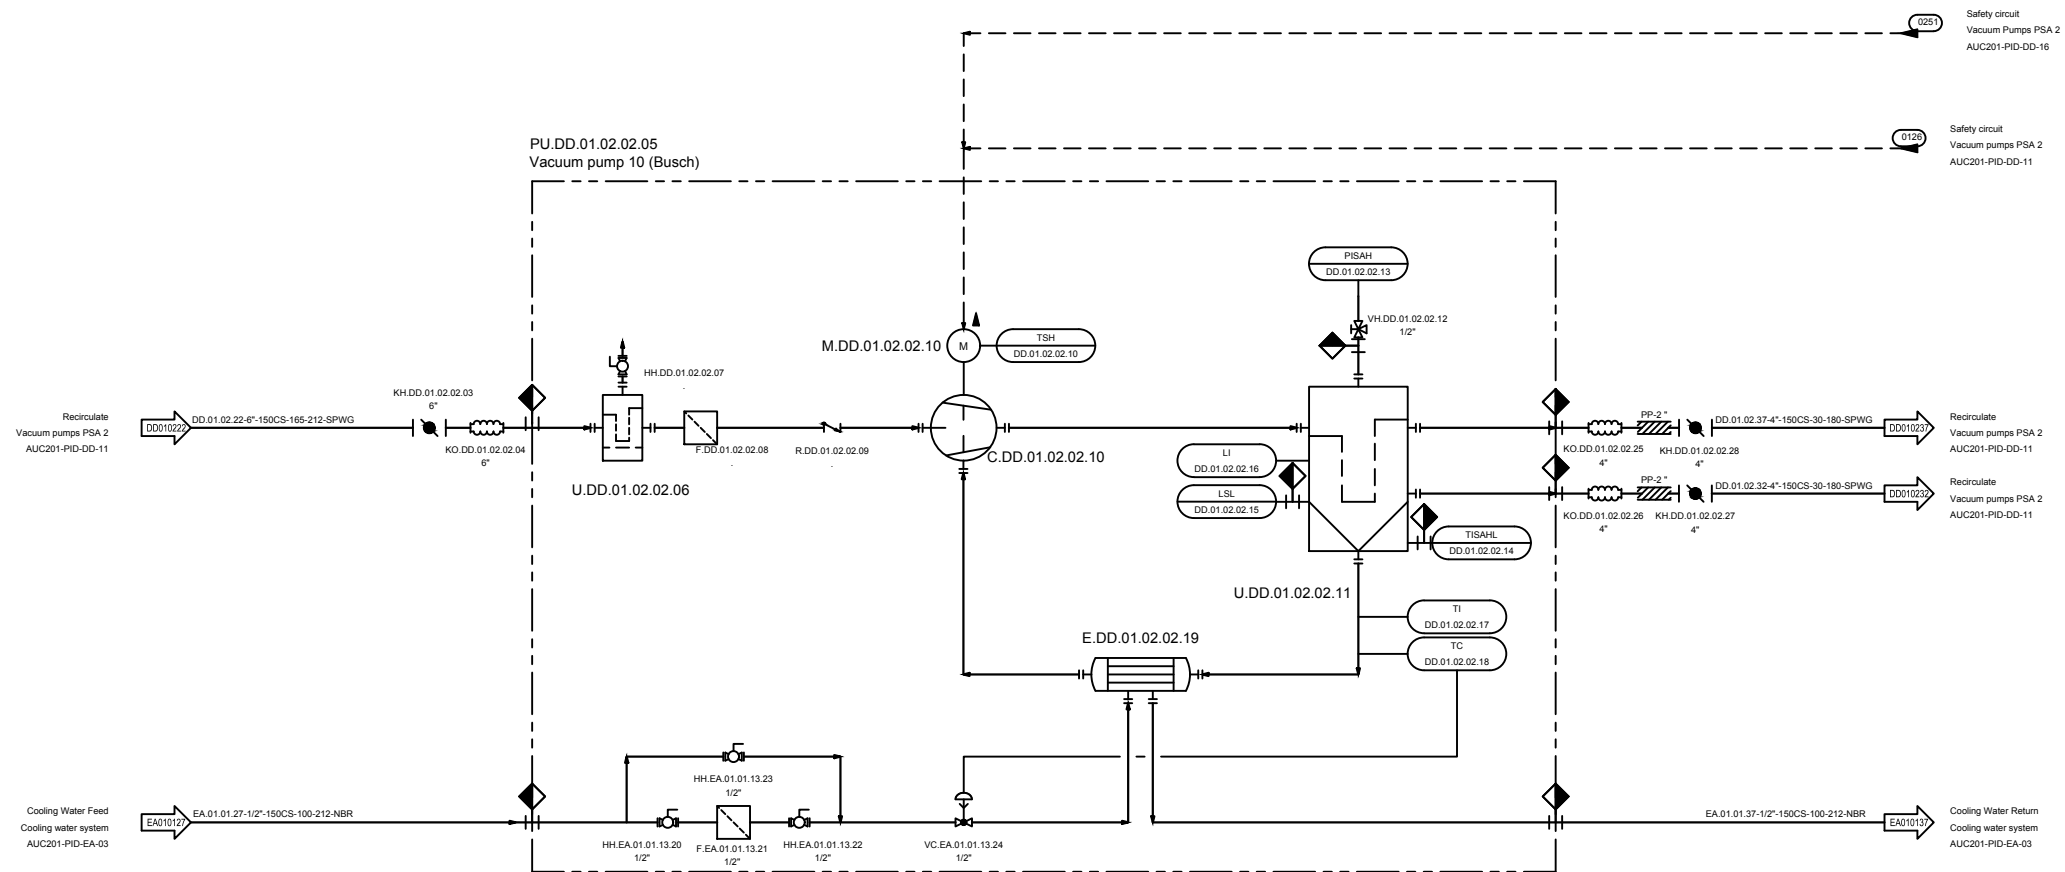 0251
Safety circuit
Vacuum Pumps PSA 2
AUC201-PID-DD-16
0126
Safety circuit
Vacuum pumps PSA 2
AUC201-PID-DD-11
PU.DD.01.02.02.05
Vacuum pump 10 (Busch)
PISAH
DD.01.02.02.13
VH.DD.01.02.02.12
1/2"
M.DD.01.02.02.10
M
TSH
DD.01.02.02.10
HH.DD.01.02.02.07
.
KH.DD.01.02.02.03
6"
Recirculate
Vacuum pumps PSA 2
AUC201-PID-DD-11
DD010222
DD.01.02.22-6"-150CS-165-212-SPWG
KO.DD.01.02.02.04
6"
F.DD.01.02.02.08
.
R.DD.01.02.02.09
.
C.DD.01.02.02.10
U.DD.01.02.02.06
LI
DD.01.02.02.16
LSL
DD.01.02.02.15
PP-2 "
DD.01.02.37-4"-150CS-30-180-SPWG
DD010237
Recirculate
Vacuum pumps PSA 2
AUC201-PID-DD-11
KO.DD.01.02.02.25
4"
KH.DD.01.02.02.28
4"
PP-2 "
DD.01.02.32-4"-150CS-30-180-SPWG
DD010232
Recirculate
Vacuum pumps PSA 2
AUC201-PID-DD-11
KO.DD.01.02.02.26
4"
KH.DD.01.02.02.27
4"
TISAHL
DD.01.02.02.14
U.DD.01.02.02.11
TI
DD.01.02.02.17
TC
DD.01.02.02.18
E.DD.01.02.02.19
HH.EA.01.01.13.23
1/2"
Cooling Water Feed
Cooling water system
AUC201-PID-EA-03
EA010127
EA.01.01.27-1/2"-150CS-100-212-NBR
HH.EA.01.01.13.20
1/2"
F.EA.01.01.13.21
1/2"
HH.EA.01.01.13.22
1/2"
VC.EA.01.01.13.24
1/2"
EA.01.01.37-1/2"-150CS-100-212-NBR
EA010137
Cooling Water Return
Cooling water system
AUC201-PID-EA-03